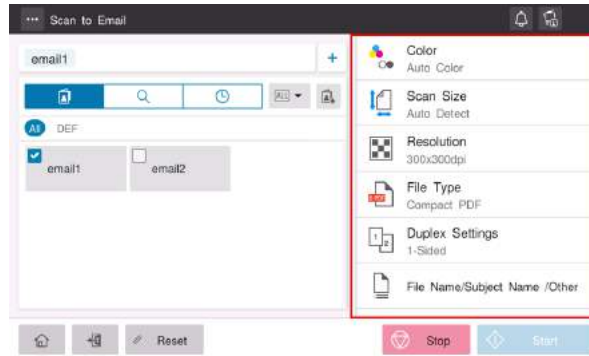 Scan to Email
email1
+
ALL
All
DEF
email1
email2
Color
Auto Color
Scan Size
Auto Detect
Resolution
300x300dpi
File Type
Compact PDF
Duplex Settings
1-Sided
File Name/Subject Name /Other
Reset
Stop
Start